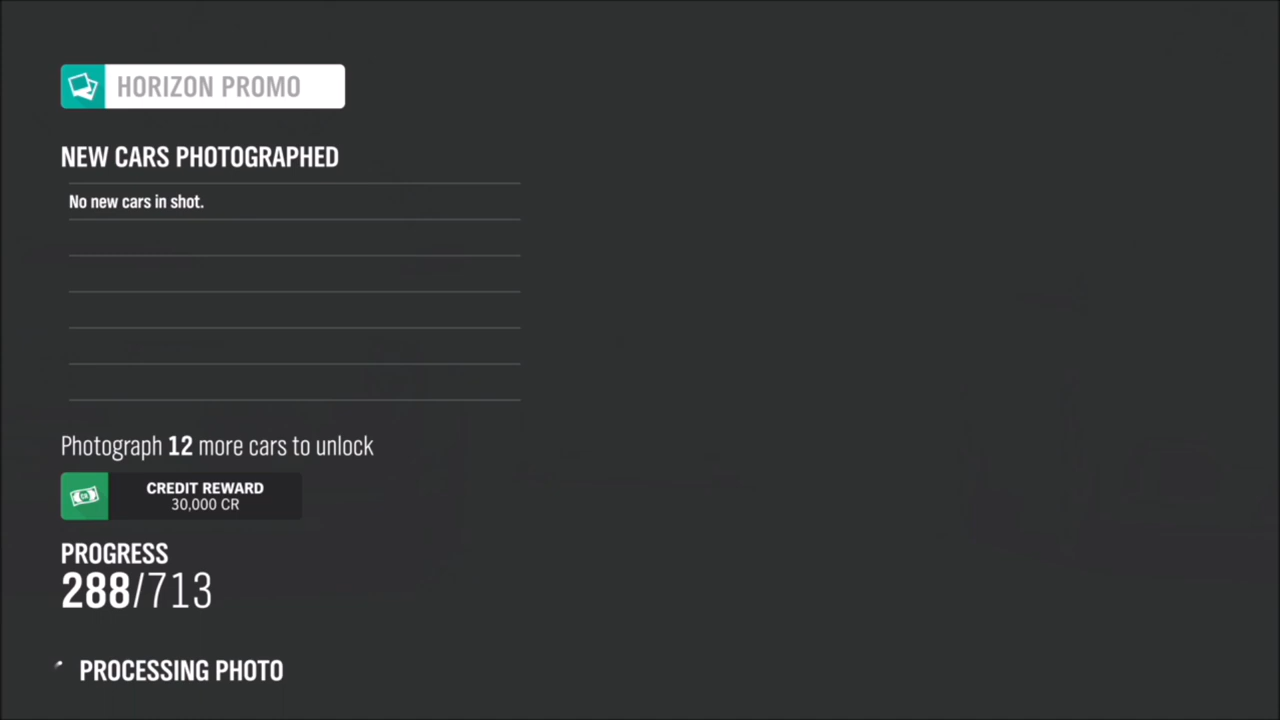 HORIZON PROMO
NEW CARS PHOTOGRAPHED
No new cars in shot.
Photograph 12 more cars to unlock
CREDIT REWARD
30,000 CR
PROGRESS
288/713
PROCESSING PHOTO